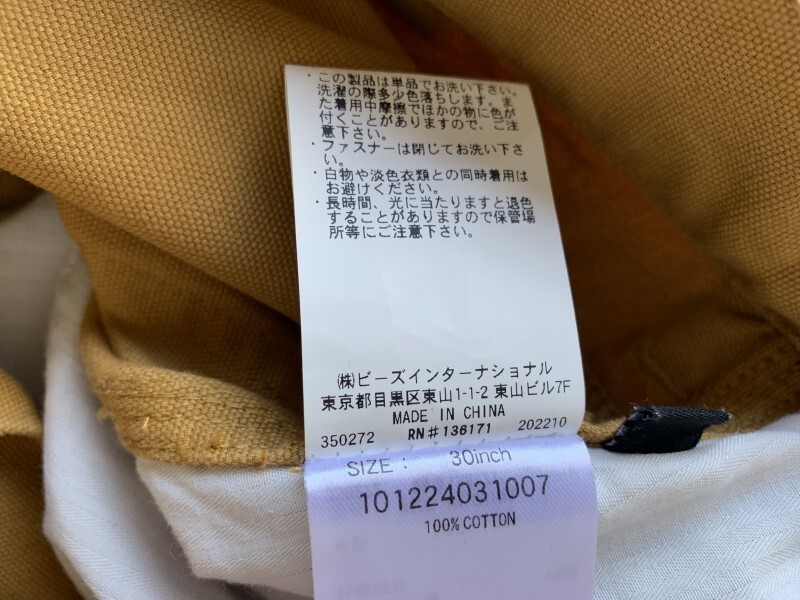 ・この製品は単品でお洗い下さい。
洗濯の際多少色落ちします。ま
た着用中摩擦でほかの物に色が
付くことがありますので、ご注
意下さい。
・ファスナーは閉じてお洗い下さ
い。
・白物や淡色衣類との同時着用は
お避けください。
・長時間、光に当たりますと退色
することがありますので保管場
所等にご注意下さい。
㈱ビーズインターナショナル
東京都目黒区東山1-1-2 東山ビル7F
MADE IN CHINA
350272 RN#136171 202210
SIZE: 30inch
101224031007
100% COTTON